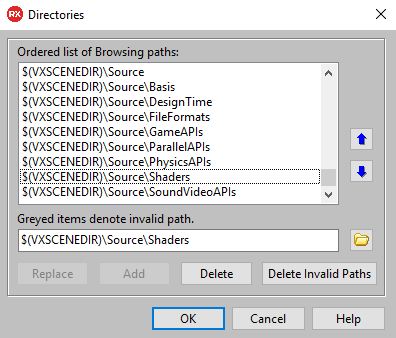 RX Directories
Ordered list of Browsing paths:
$(VXSCENEDIR)\Source
$(VXSCENEDIR)\Source\Basis
$(VXSCENEDIR)\Source\DesignTime
$(VXSCENEDIR)\Source\FileFormats
$(VXSCENEDIR)\Source\GameAPIs
$(VXSCENEDIR)\Source\ParallelAPIs
$(VXSCENEDIR)\Source\PhysicsAPIs
$(VXSCENEDIR)\Source\Shaders
$(VXSCENEDIR)\Source\SoundVideoAPIs
Greyed items denote invalid path.
$(VXSCENEDIR)\Source\Shaders
Replace Add Delete Delete Invalid Paths
OK Cancel Help